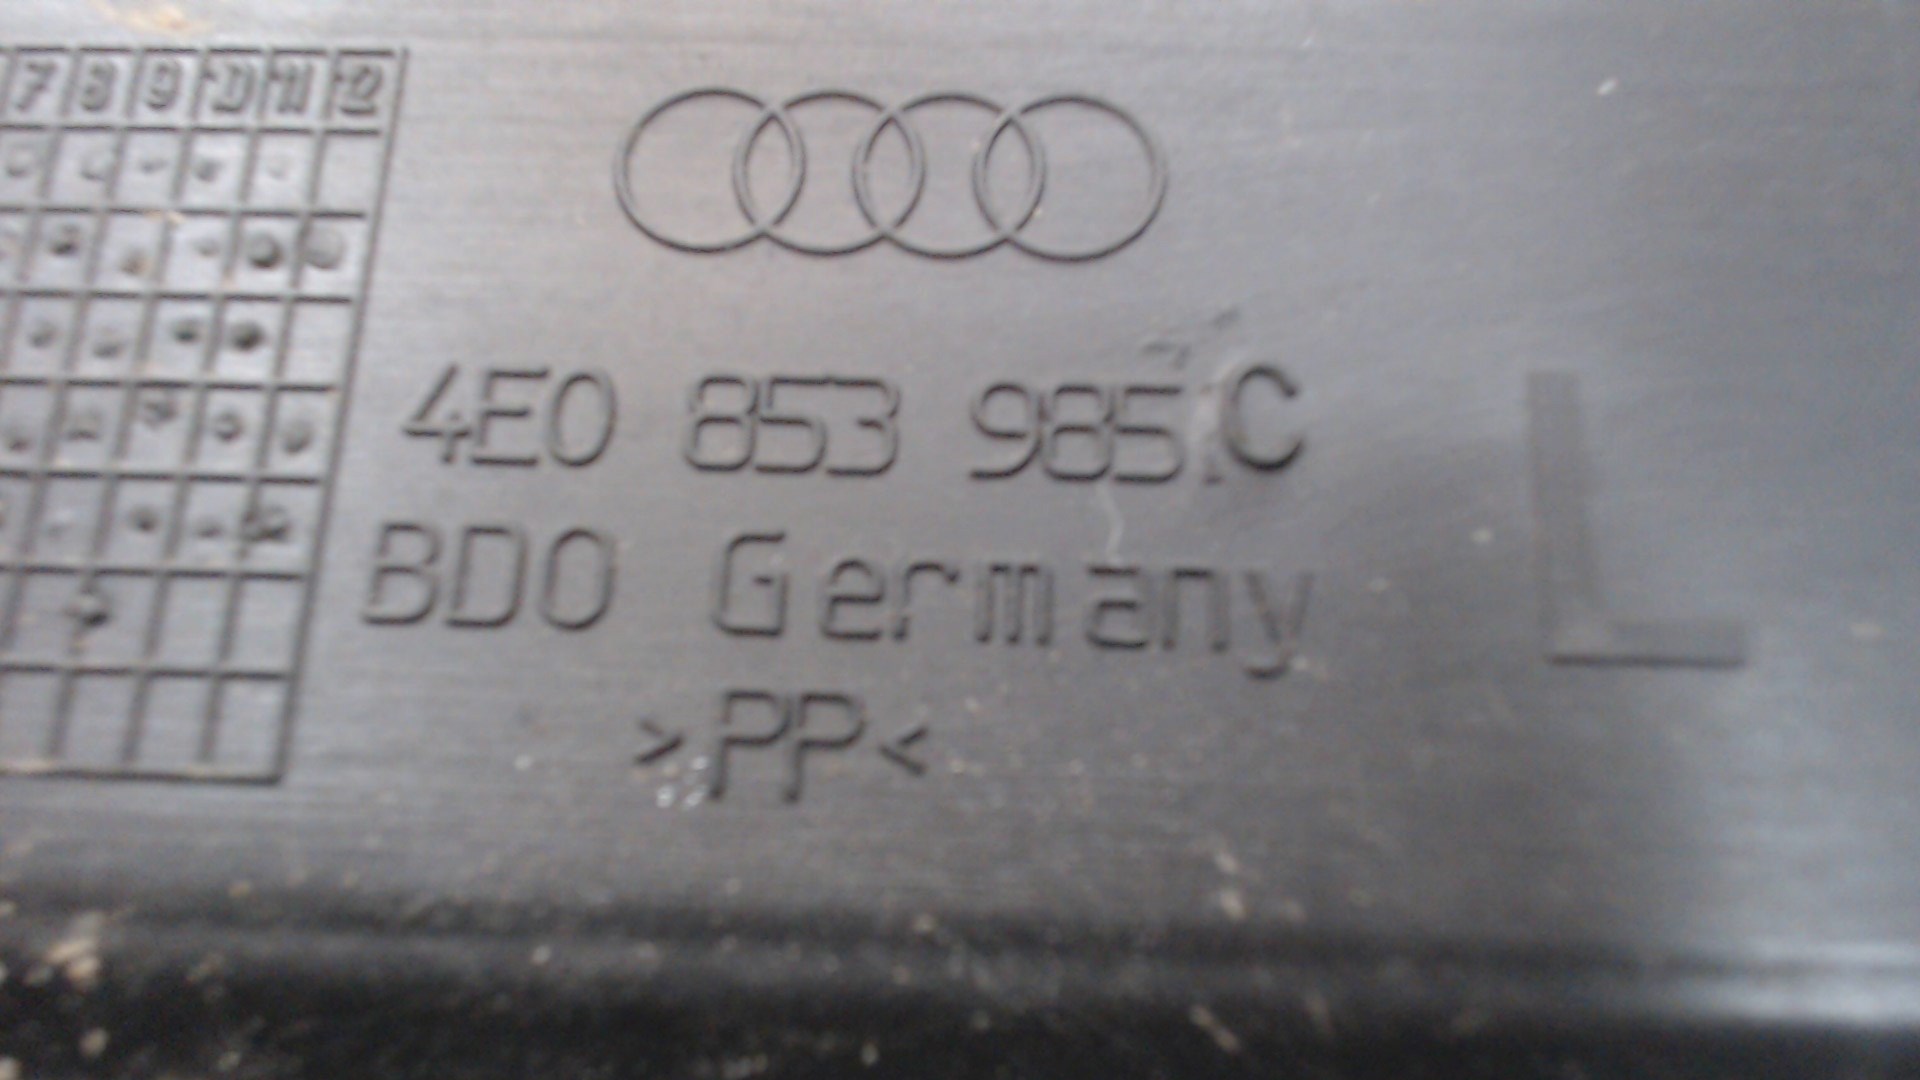 7 8 9 10 11 12
4E0 853 985 C
BDO Germany
>PP<
L